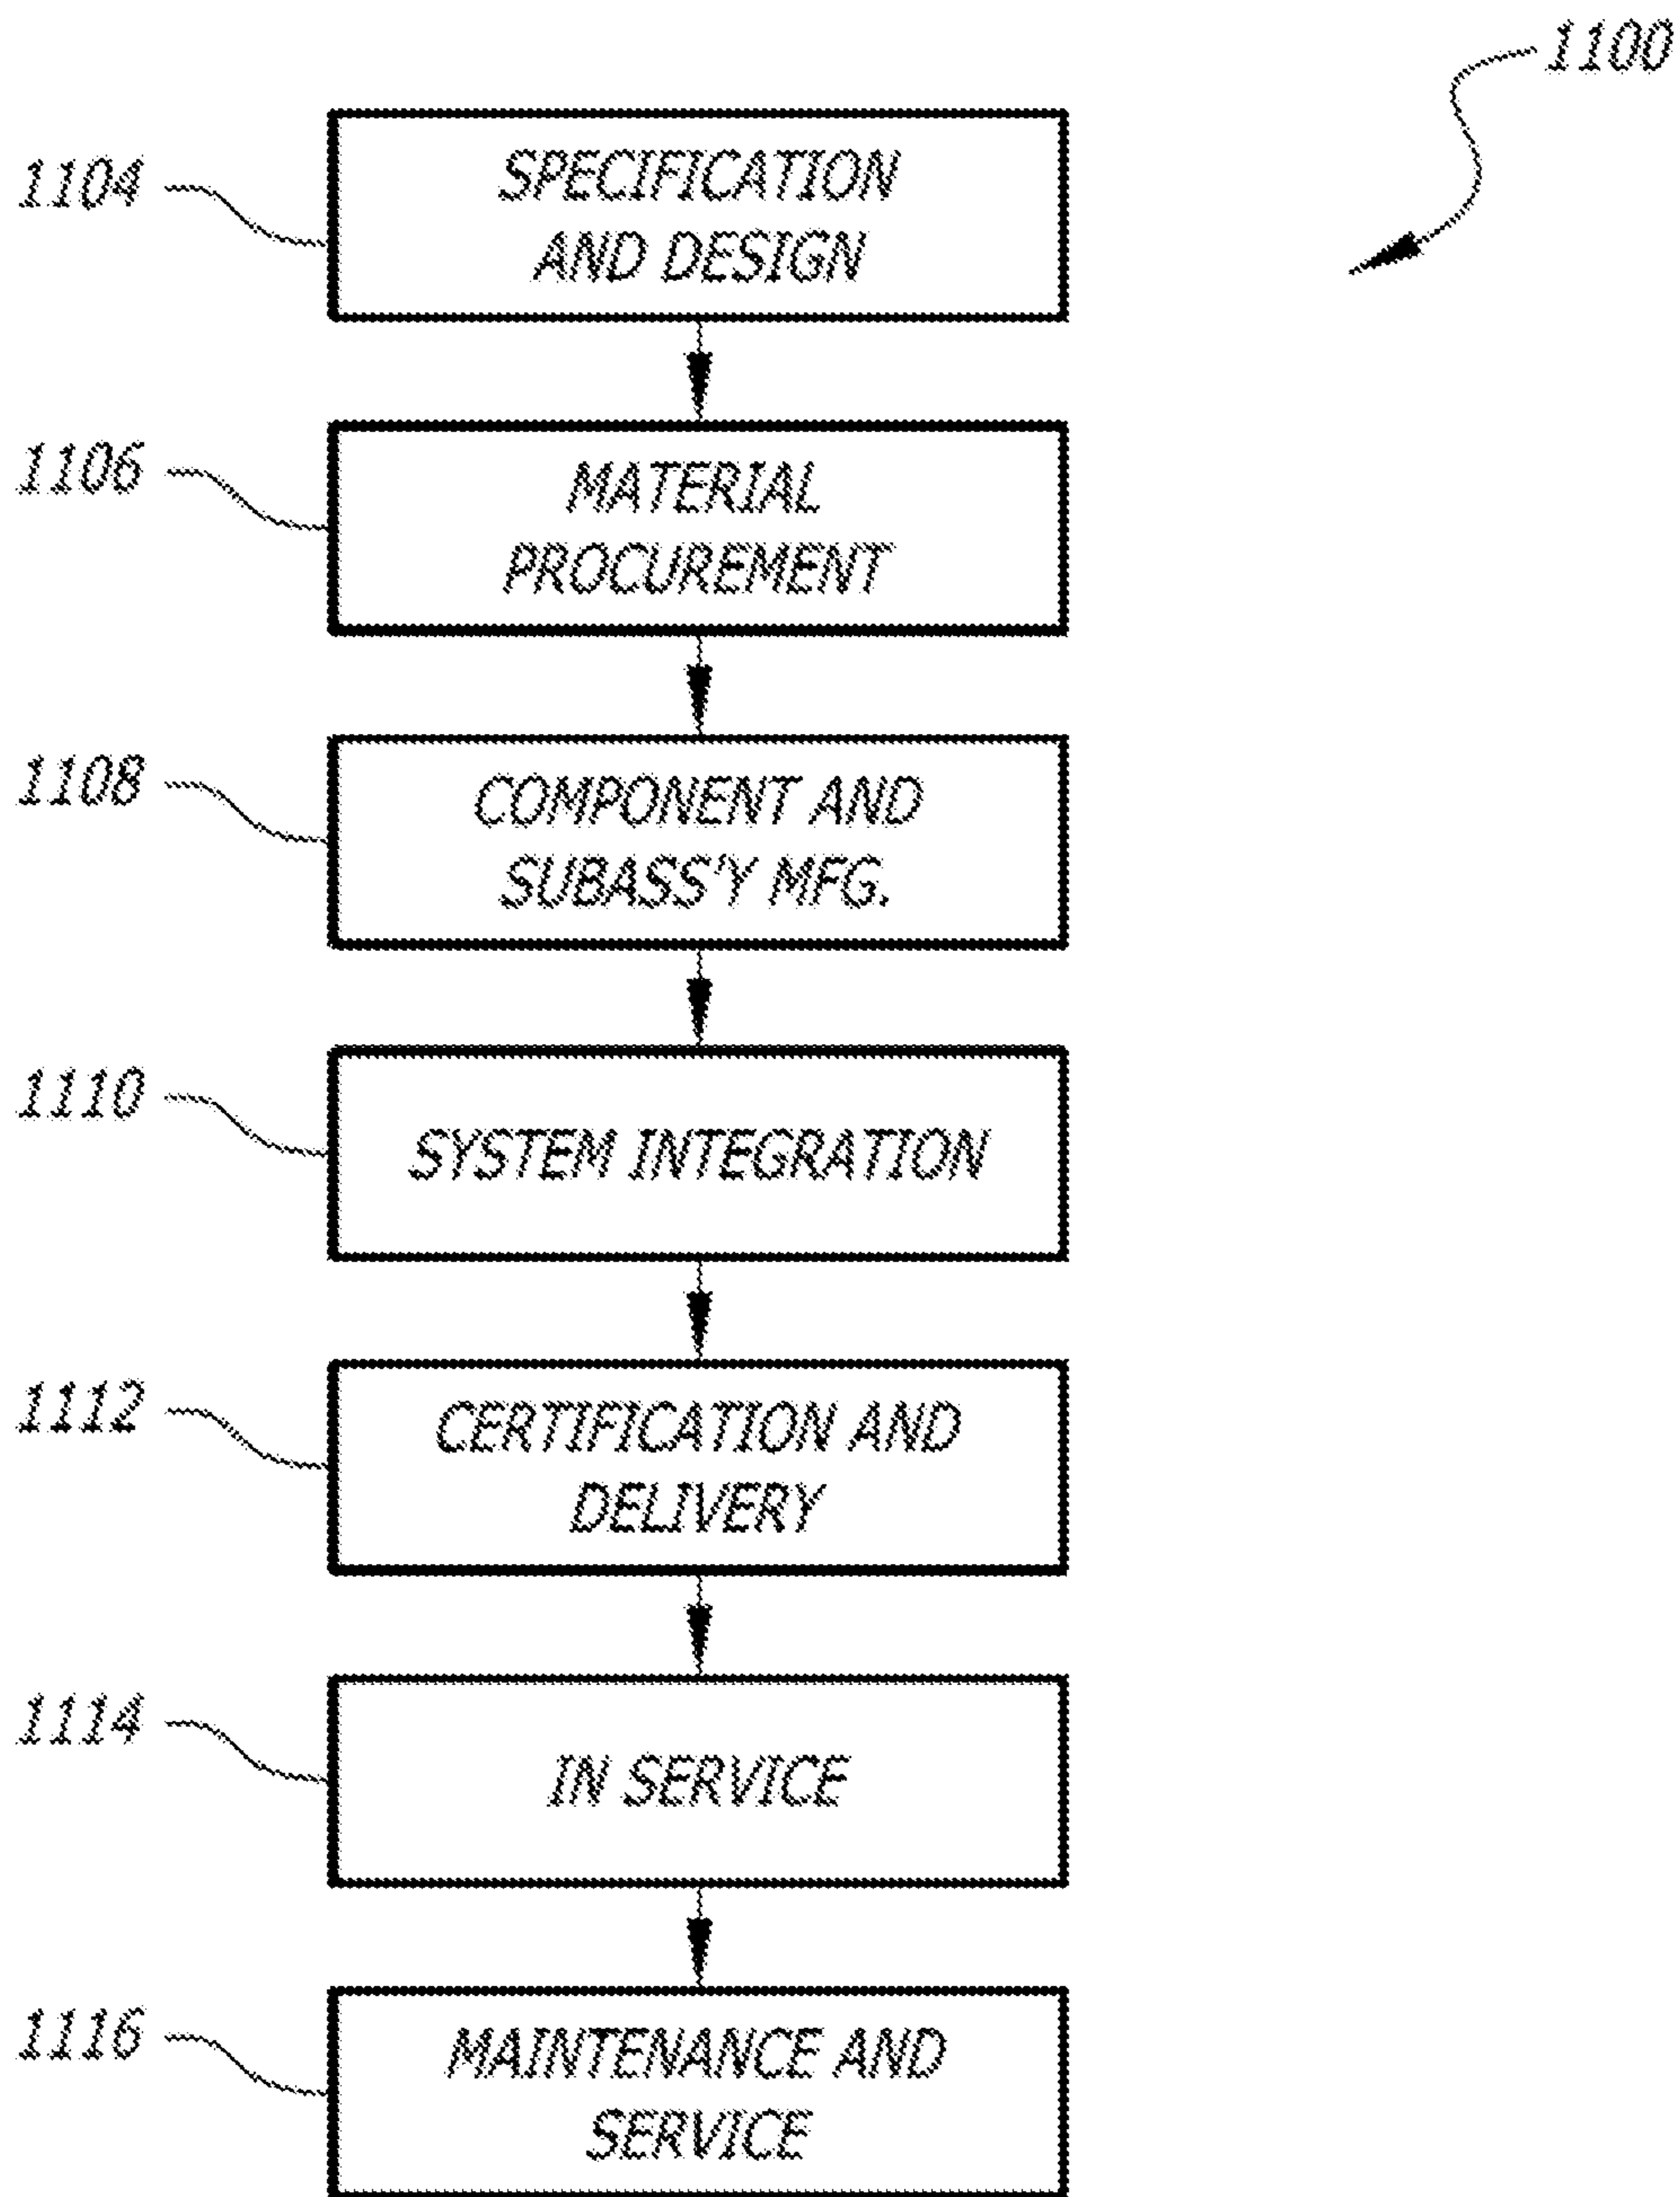 1100
1104
SPECIFICATION
AND DESIGN
1106
MATERIAL
PROCUREMENT
1108
COMPONENT AND
SUBASS'Y MFG.
1110
SYSTEM INTEGRATION
1112
CERTIFICATION AND
DELIVERY
1114
IN SERVICE
1116
MAINTENANCE AND
SERVICE